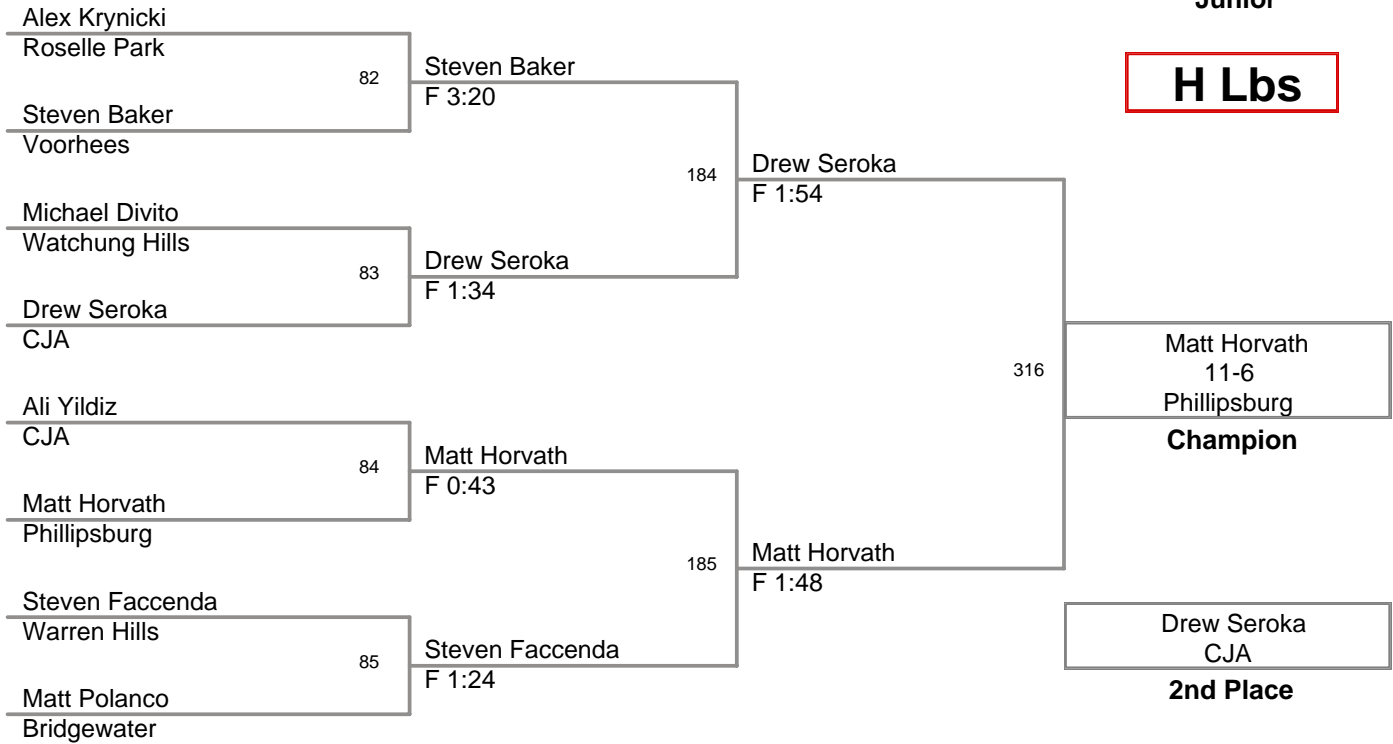 Junior
H Lbs
Alex Krynicki
Roselle Park
82
Steven Baker
Voorhees
Steven Baker
F 3:20
Michael Divito
Watchung Hills
83
Drew Seroka
CJA
Drew Seroka
F 1:34
184
Drew Seroka
F 1:54
Ali Yildiz
CJA
84
Matt Horvath
Phillipsburg
Matt Horvath
F 0:43
Steven Faccenda
Warren Hills
85
Matt Polanco
Bridgewater
Steven Faccenda
F 1:24
185
Matt Horvath
F 1:48
316
Matt Horvath
11-6
Phillipsburg
Champion
Drew Seroka
CJA
2nd Place